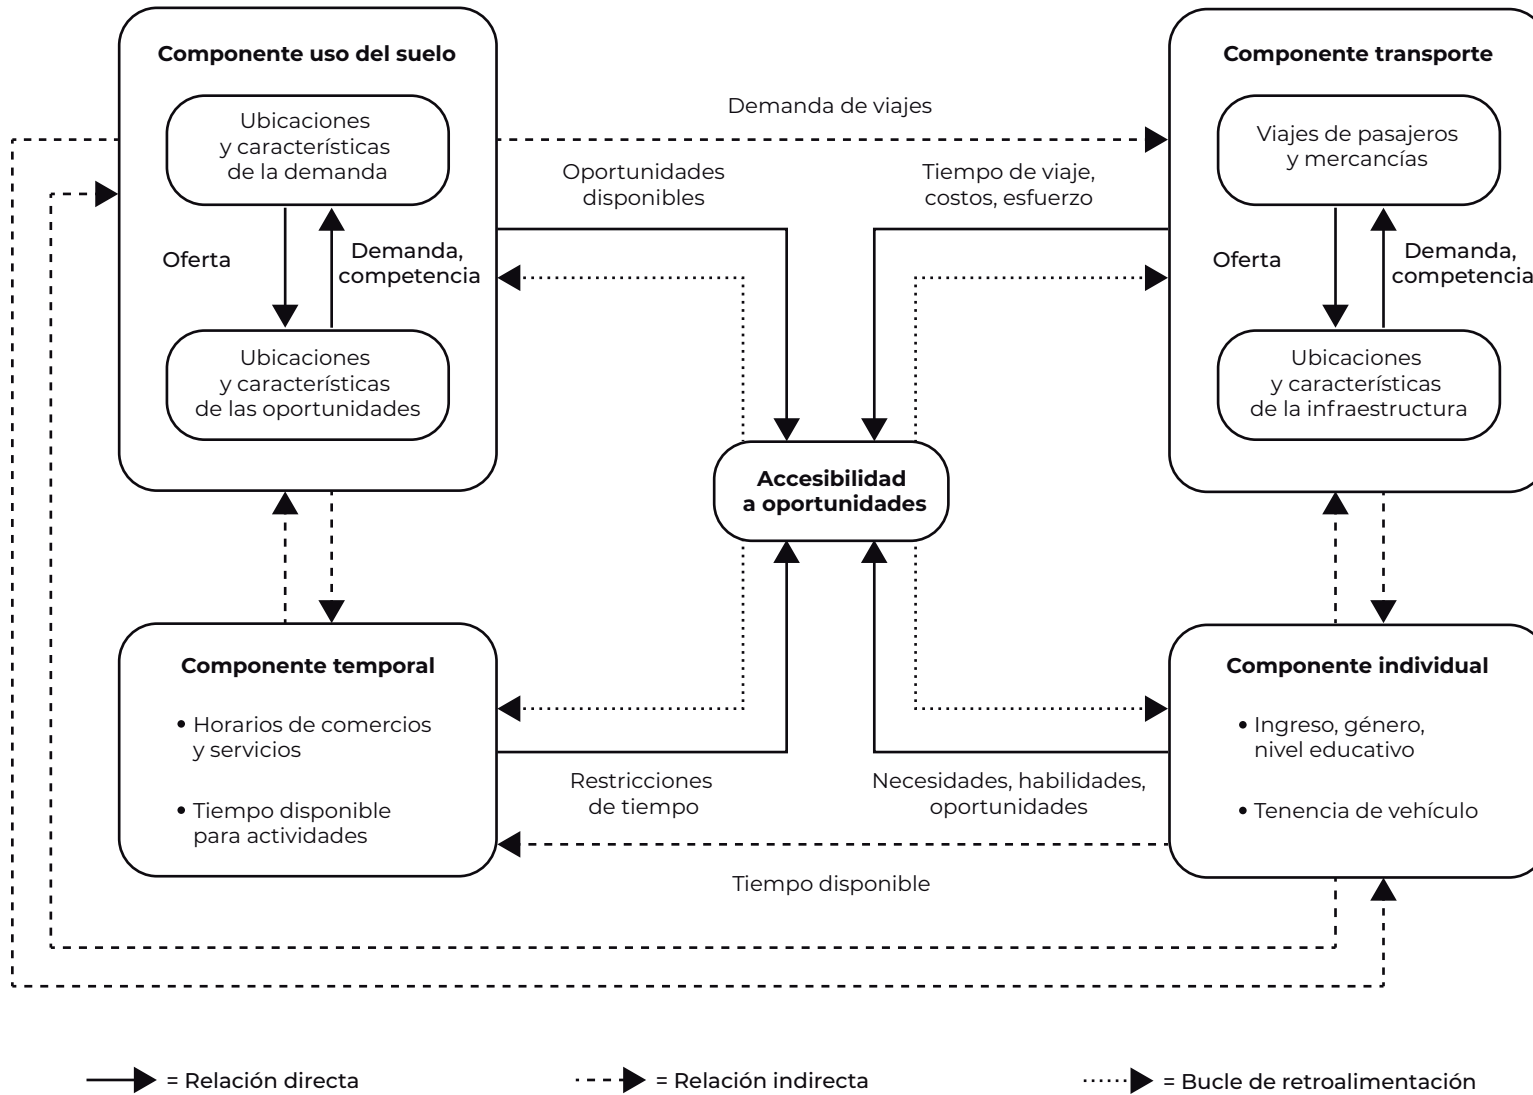 Componente uso del suelo
Ubicaciones
y características
de la demanda
Oferta
Demanda,
competencia
Ubicaciones
y características
de las oportunidades
Demanda de viajes
Oportunidades
disponibles
Tiempo de viaje,
costos, esfuerzo
Componente transporte
Viajes de pasajeros
y mercancías
Oferta
Demanda,
competencia
Ubicaciones
y características
de la infraestructura
Accesibilidad
a oportunidades
Componente temporal
• Horarios de comercios
y servicios
• Tiempo disponible
para actividades
Restricciones
de tiempo
Necesidades, habilidades,
oportunidades
Tiempo disponible
Componente individual
• Ingreso, género,
nivel educativo
• Tenencia de vehículo
= Relación directa
= Relación indirecta
= Bucle de retroalimentación